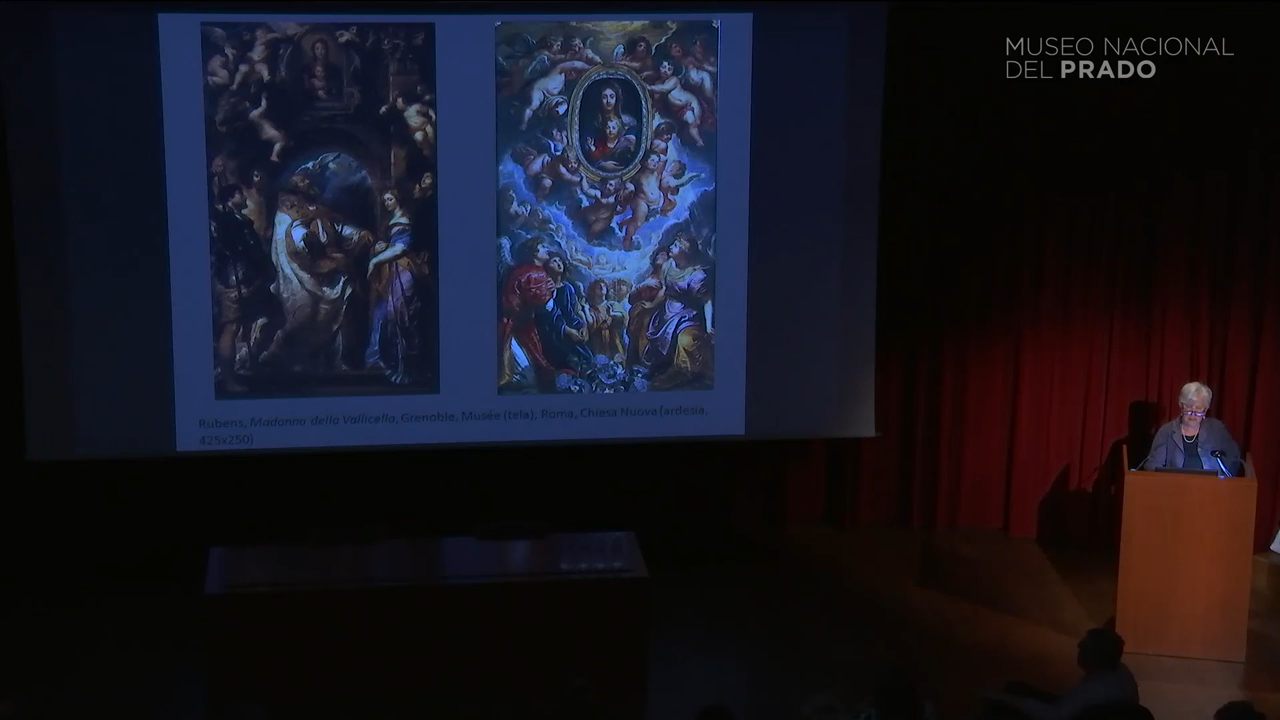 MUSEO NACIONAL
DEL PRADO
Rubens, Madonna della Vallicella, Grenoble, Musée (tela); Roma, Chiesa Nuova (ardesia,
425x250)